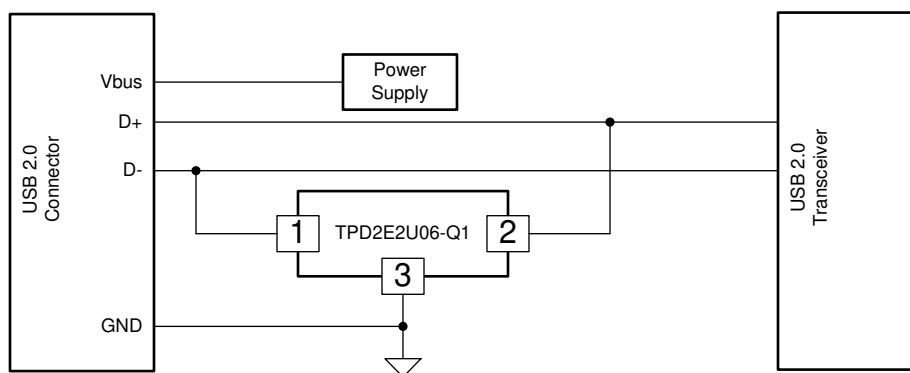 Vbus
Power
Supply
D+
D-
USB 2.0
Connector
USB 2.0
Transceiver
1
TPD2E2U06-Q1
2
3
GND